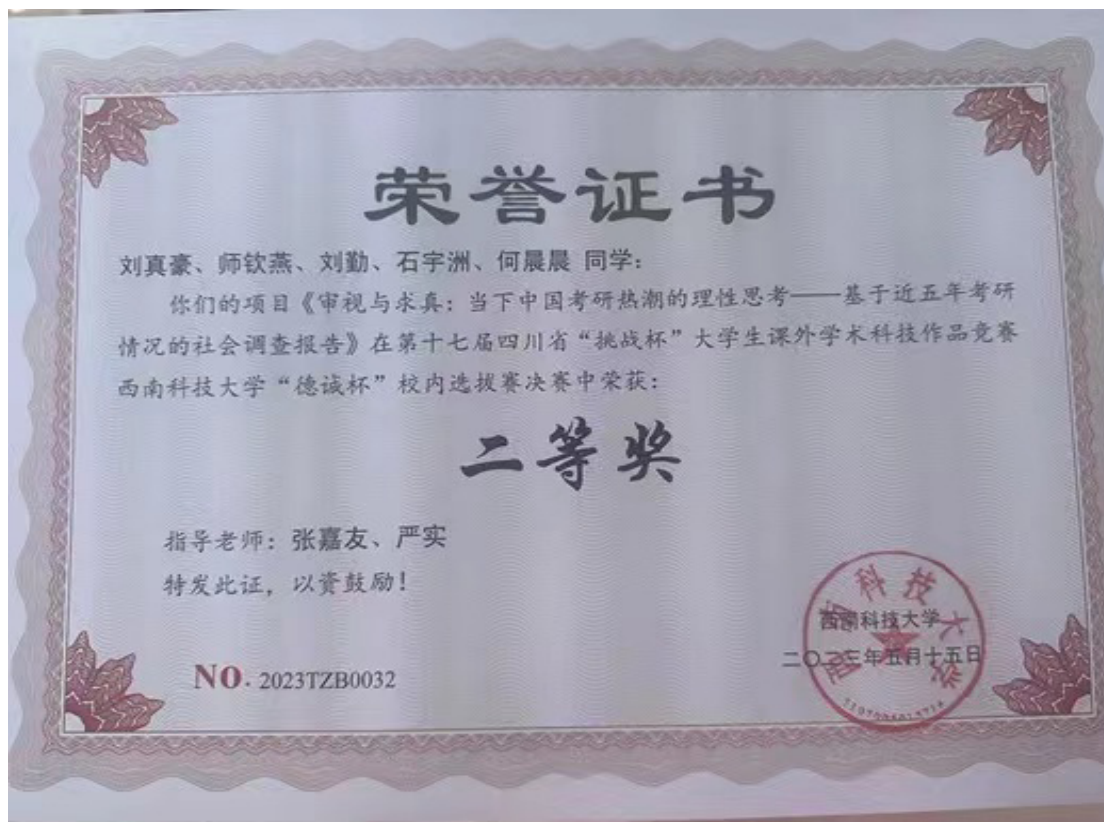 荣誉证书
刘真豪、师钦燕、刘勤、石宇洲、何晨晨 同学：
你们的项目《审视与求真：当下中国考研热潮的理性思考——基于近五年考研
情况的社会调查报告》在第十七届四川省“挑战杯”大学生课外学术科技作品竞赛
西南科技大学“德诚杯”校内选拔赛决赛中荣获：
二等奖
指导老师：张嘉友、严实
特发此证，以资鼓励！
西南科技大学
西南科技大学
二〇二三年五月十五日
NO. 2023TZB0032